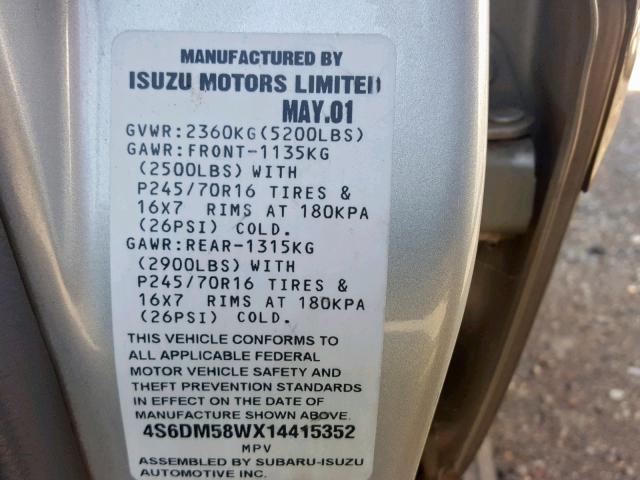 MANUFACTURED BY
ISUZU MOTORS LIMITED
MAY.01
GVWR:2360KG(5200LBS)
GAWR:FRONT-1135KG
(2500LBS) WITH
P245/70R16 TIRES &
16X7 RIMS AT 180KPA
(26PSI) COLD.
GAWR:REAR-1315KG
(2900LBS) WITH
P245/70R16 TIRES &
16X7 RIMS AT 180KPA
(26PSI) COLD.
THIS VEHICLE CONFORMS TO
ALL APPLICABLE FEDERAL
MOTOR VEHICLE SAFETY AND
THEFT PREVENTION STANDARDS
IN EFFECT ON THE DATE OF
MANUFACTURE SHOWN ABOVE.
4S6DM58WX14415352
MPV
ASSEMBLED BY SUBARU-ISUZU
AUTOMOTIVE INC.